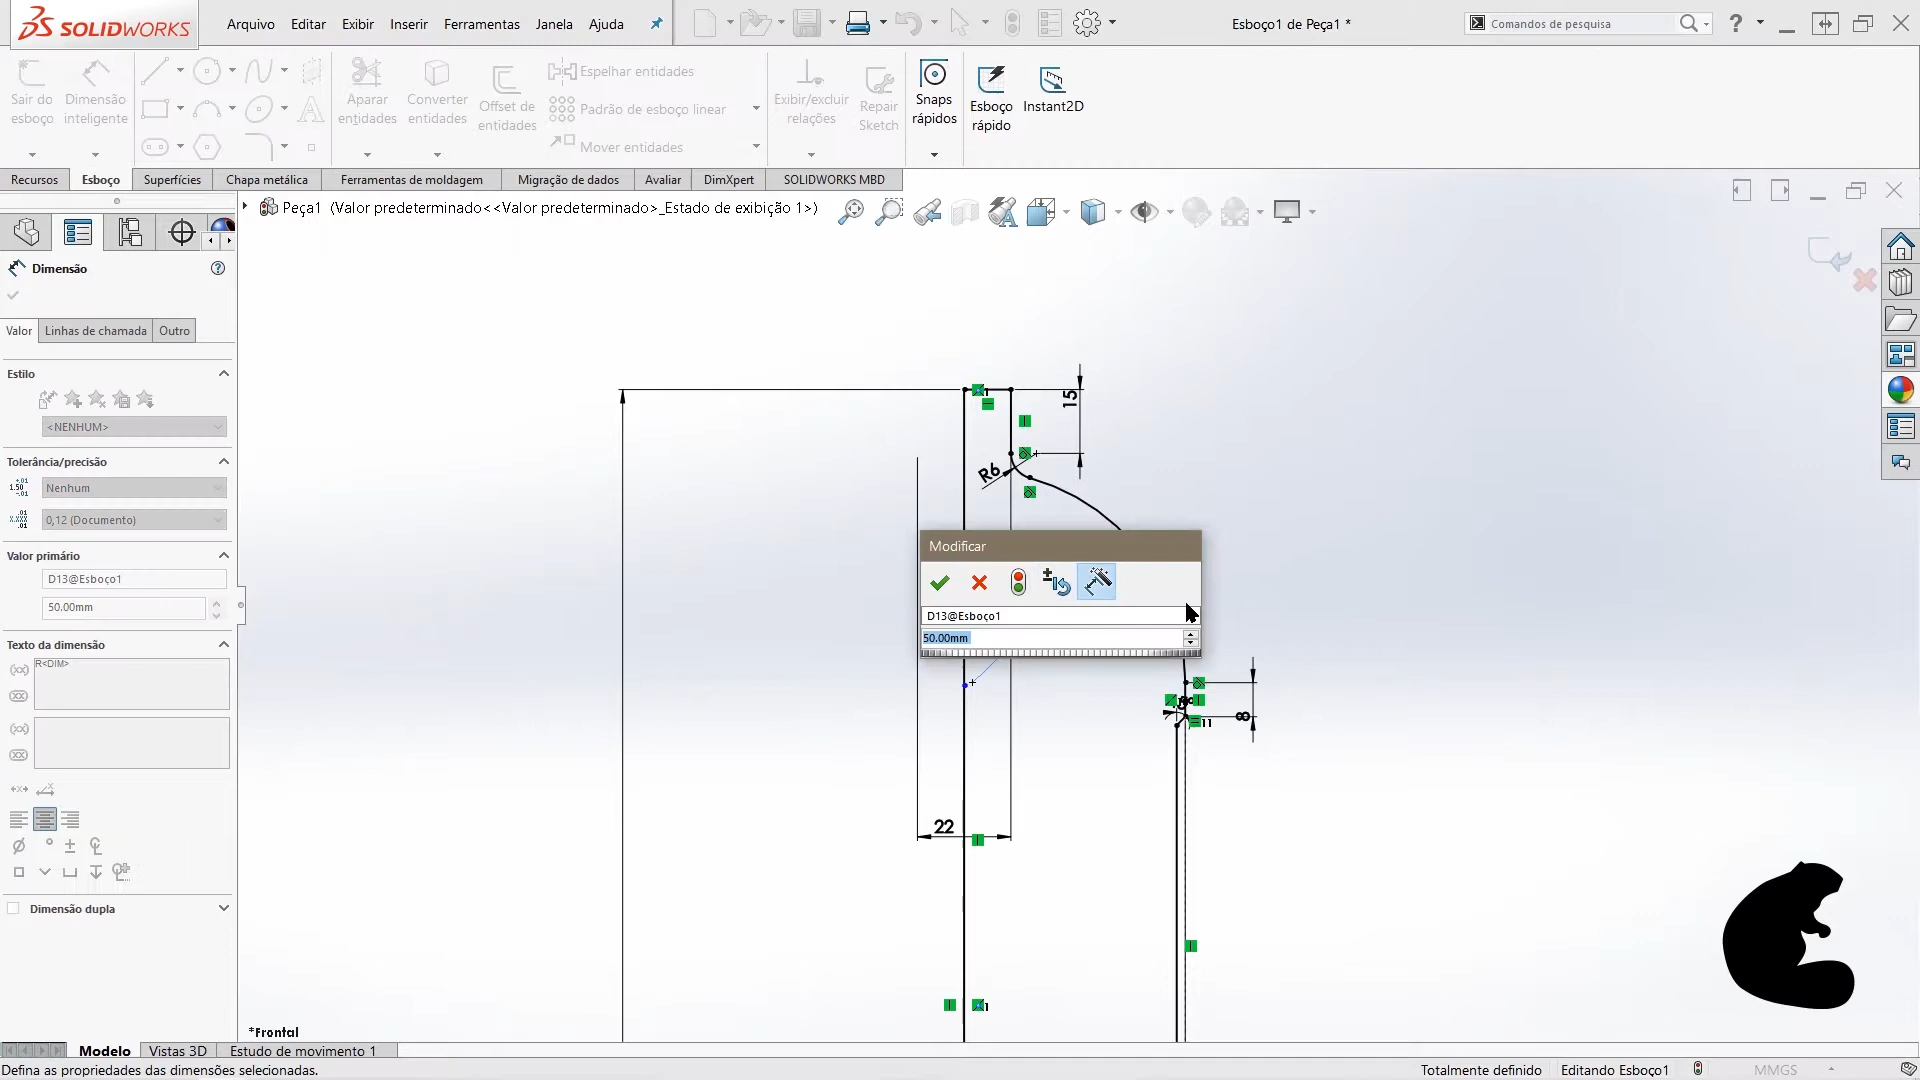 SOLIDWORKS
Arquivo
Editar
Exibir
Inserir
Ferramentas
Janela
Ajuda
Esboço1 de Peça1 *
Comandos de pesquisa
?
Sair do
esboço
Dimensão
inteligente
Aparar
entidades
Converter
entidades
Offset de
entidades
Espelhar entidades
Padrão de esboço linear
Mover entidades
Exibir/excluir
relações
Repair
Sketch
Snaps
rápidos
Esboço
rápido
Instant2D
Recursos
Esboço
Superfícies
Chapa metálica
Ferramentas de moldagem
Migração de dados
Avaliar
DimXpert
SOLIDWORKS MBD
Peça1 (Valor predeterminado<<Valor predeterminado>_Estado de exibição 1>)
Dimensão
?
Valor
Linhas de chamada
Outro
Estilo
<NENHUM>
Tolerância/precisão
Nenhum
0,12 (Documento)
Valor primário
D13@Esboço1
50.00mm
Texto da dimensão
R<DIM>
Dimensão dupla
15
R6
Modificar
D13@Esboço1
50.00mm
8
11
22
1
*Frontal
Modelo
Vistas 3D
Estudo de movimento 1
Defina as propriedades das dimensões selecionadas.
Totalmente definido
Editando Esboço1
MMGS